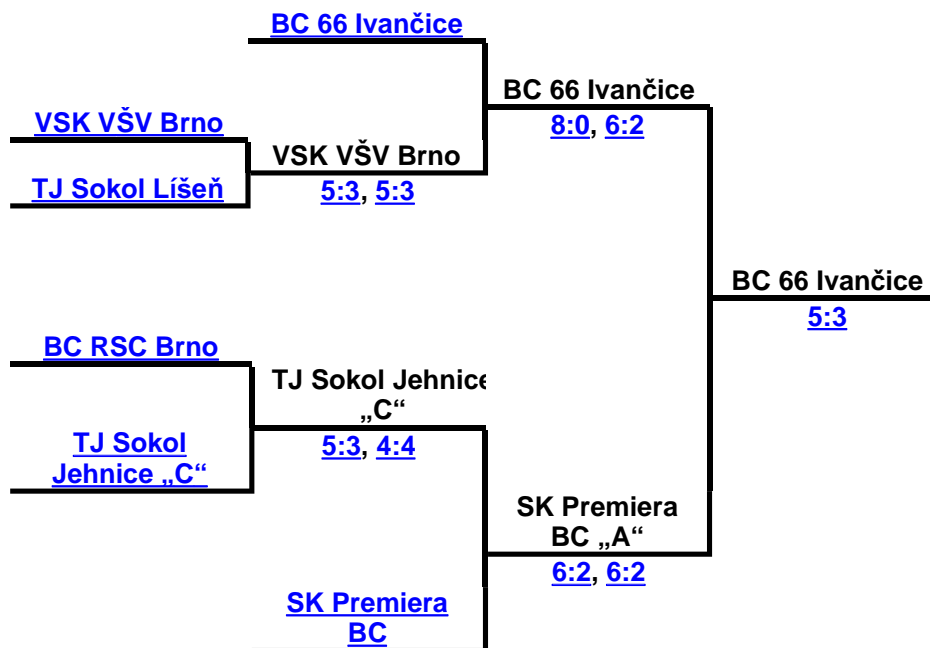 BC 66 Ivančice
BC 66 Ivančice
8:0, 6:2
VSK VŠV Brno
VSK VŠV Brno
TJ Sokol Líšeň
5:3, 5:3
BC 66 Ivančice
5:3
BC RSC Brno
TJ Sokol Jehnice
„C“
TJ Sokol
Jehnice „C“
5:3, 4:4
SK Premiera
BC „A“
6:2, 6:2
SK Premiera
BC